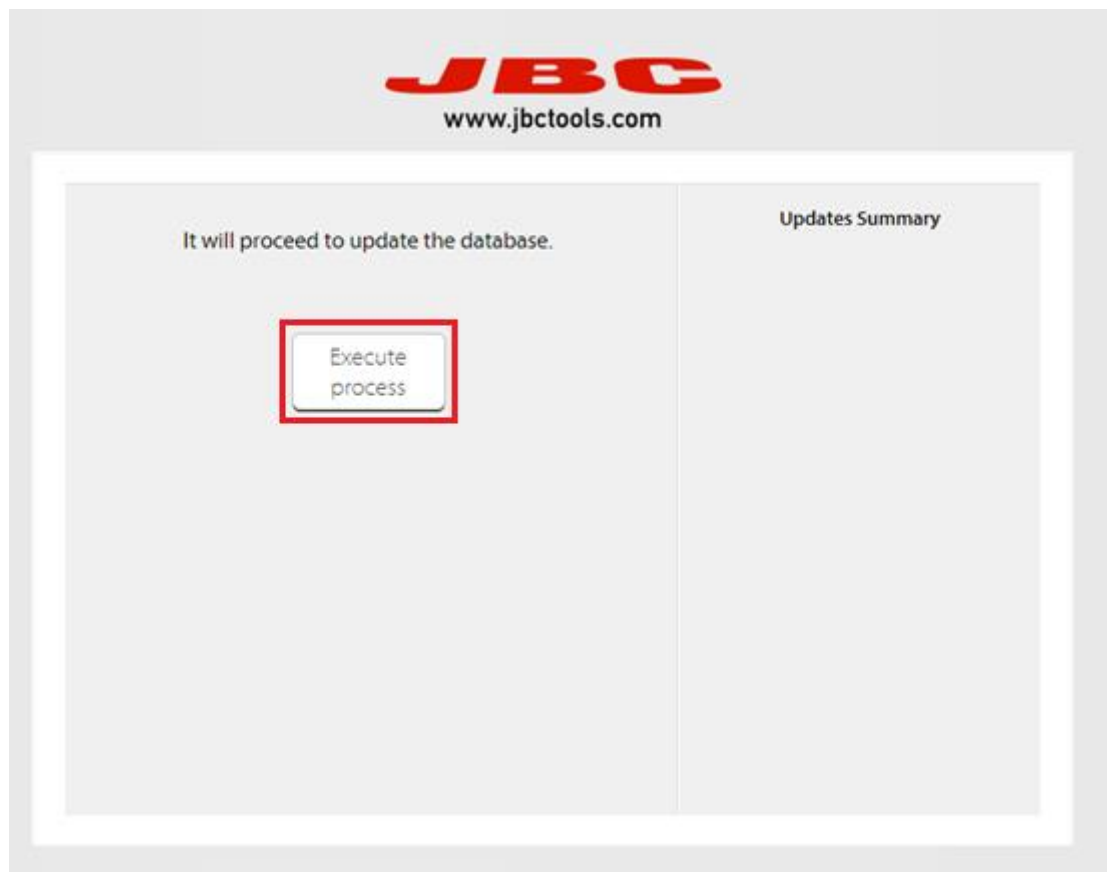 JBC
www.jbctools.com
It will proceed to update the database.
Execute
process
Updates Summary